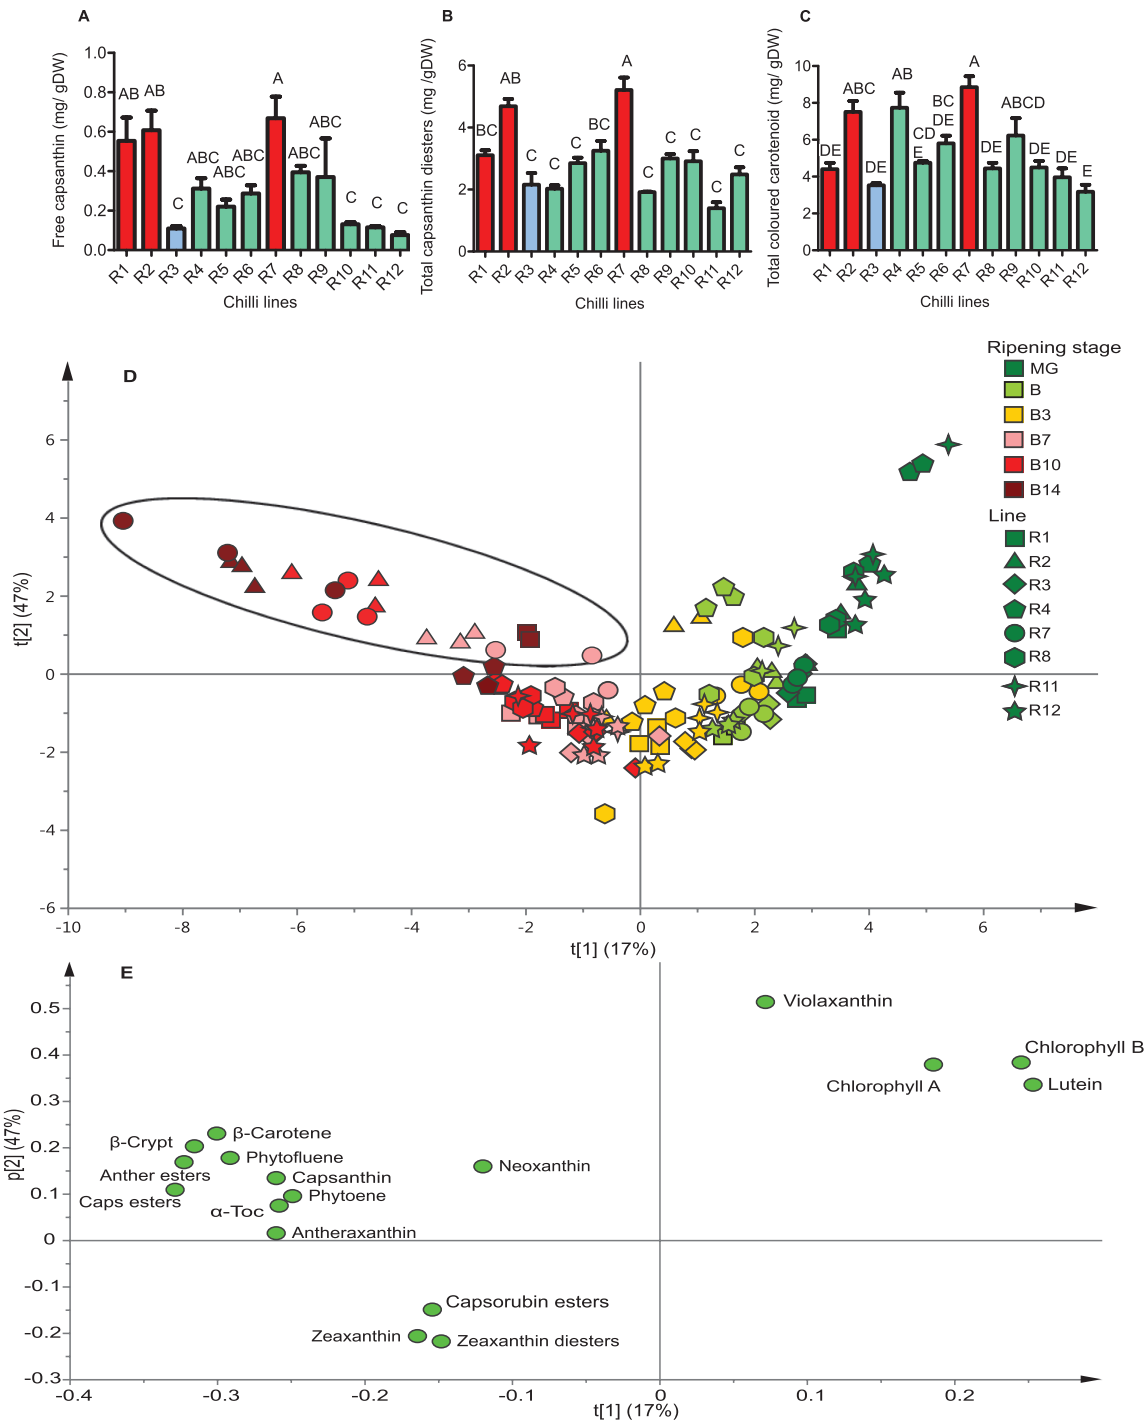 A
Free capsanthin (mg/ gDW)
1.0
0.8
0.6
0.4
0.2
0.0
AB AB C ABC ABC ABC A ABC ABC C C C
R1 R2 R3 R4 R5 R6 R7 R8 R9 R10 R11 R12
Chilli lines
B
Total capsanthin diesters (mg /gDW)
6
4
2
0
BC AB C C C BC A C C C C C
R1 R2 R3 R4 R5 R6 R7 R8 R9 R10 R11 R12
Chilli lines
C
Total coloured carotenoid (mg/ gDW)
10
8
6
4
2
0
DE ABC DE AB CD E BC DE A DE ABCD DE DE E
R1 R2 R3 R4 R5 R6 R7 R8 R9 R10 R11 R12
Chilli lines
D
t[2] (47%)
6
4
2
0
-2
-4
-6
-10 -8 -6 -4 -2 0 2 4 6
t[1] (17%)
Ripening stage
MG
B
B3
B7
B10
B14
Line
R1
R2
R3
R4
R7
R8
R11
R12
E
p[2] (47%)
0.5
0.4
0.3
0.2
0.1
0
-0.1
-0.2
-0.3
Violaxanthin
Chlorophyll B
Chlorophyll A
Lutein
β-Crypt
β-Carotene
Anther esters
Phytofluene
Neoxanthin
Caps esters
Capsanthin
Phytoene
α-Toc
Antheraxanthin
Capsorubin esters
Zeaxanthin
Zeaxanthin diesters
-0.4 -0.3 -0.2 -0.1 0 0.1 0.2
t[1] (17%)